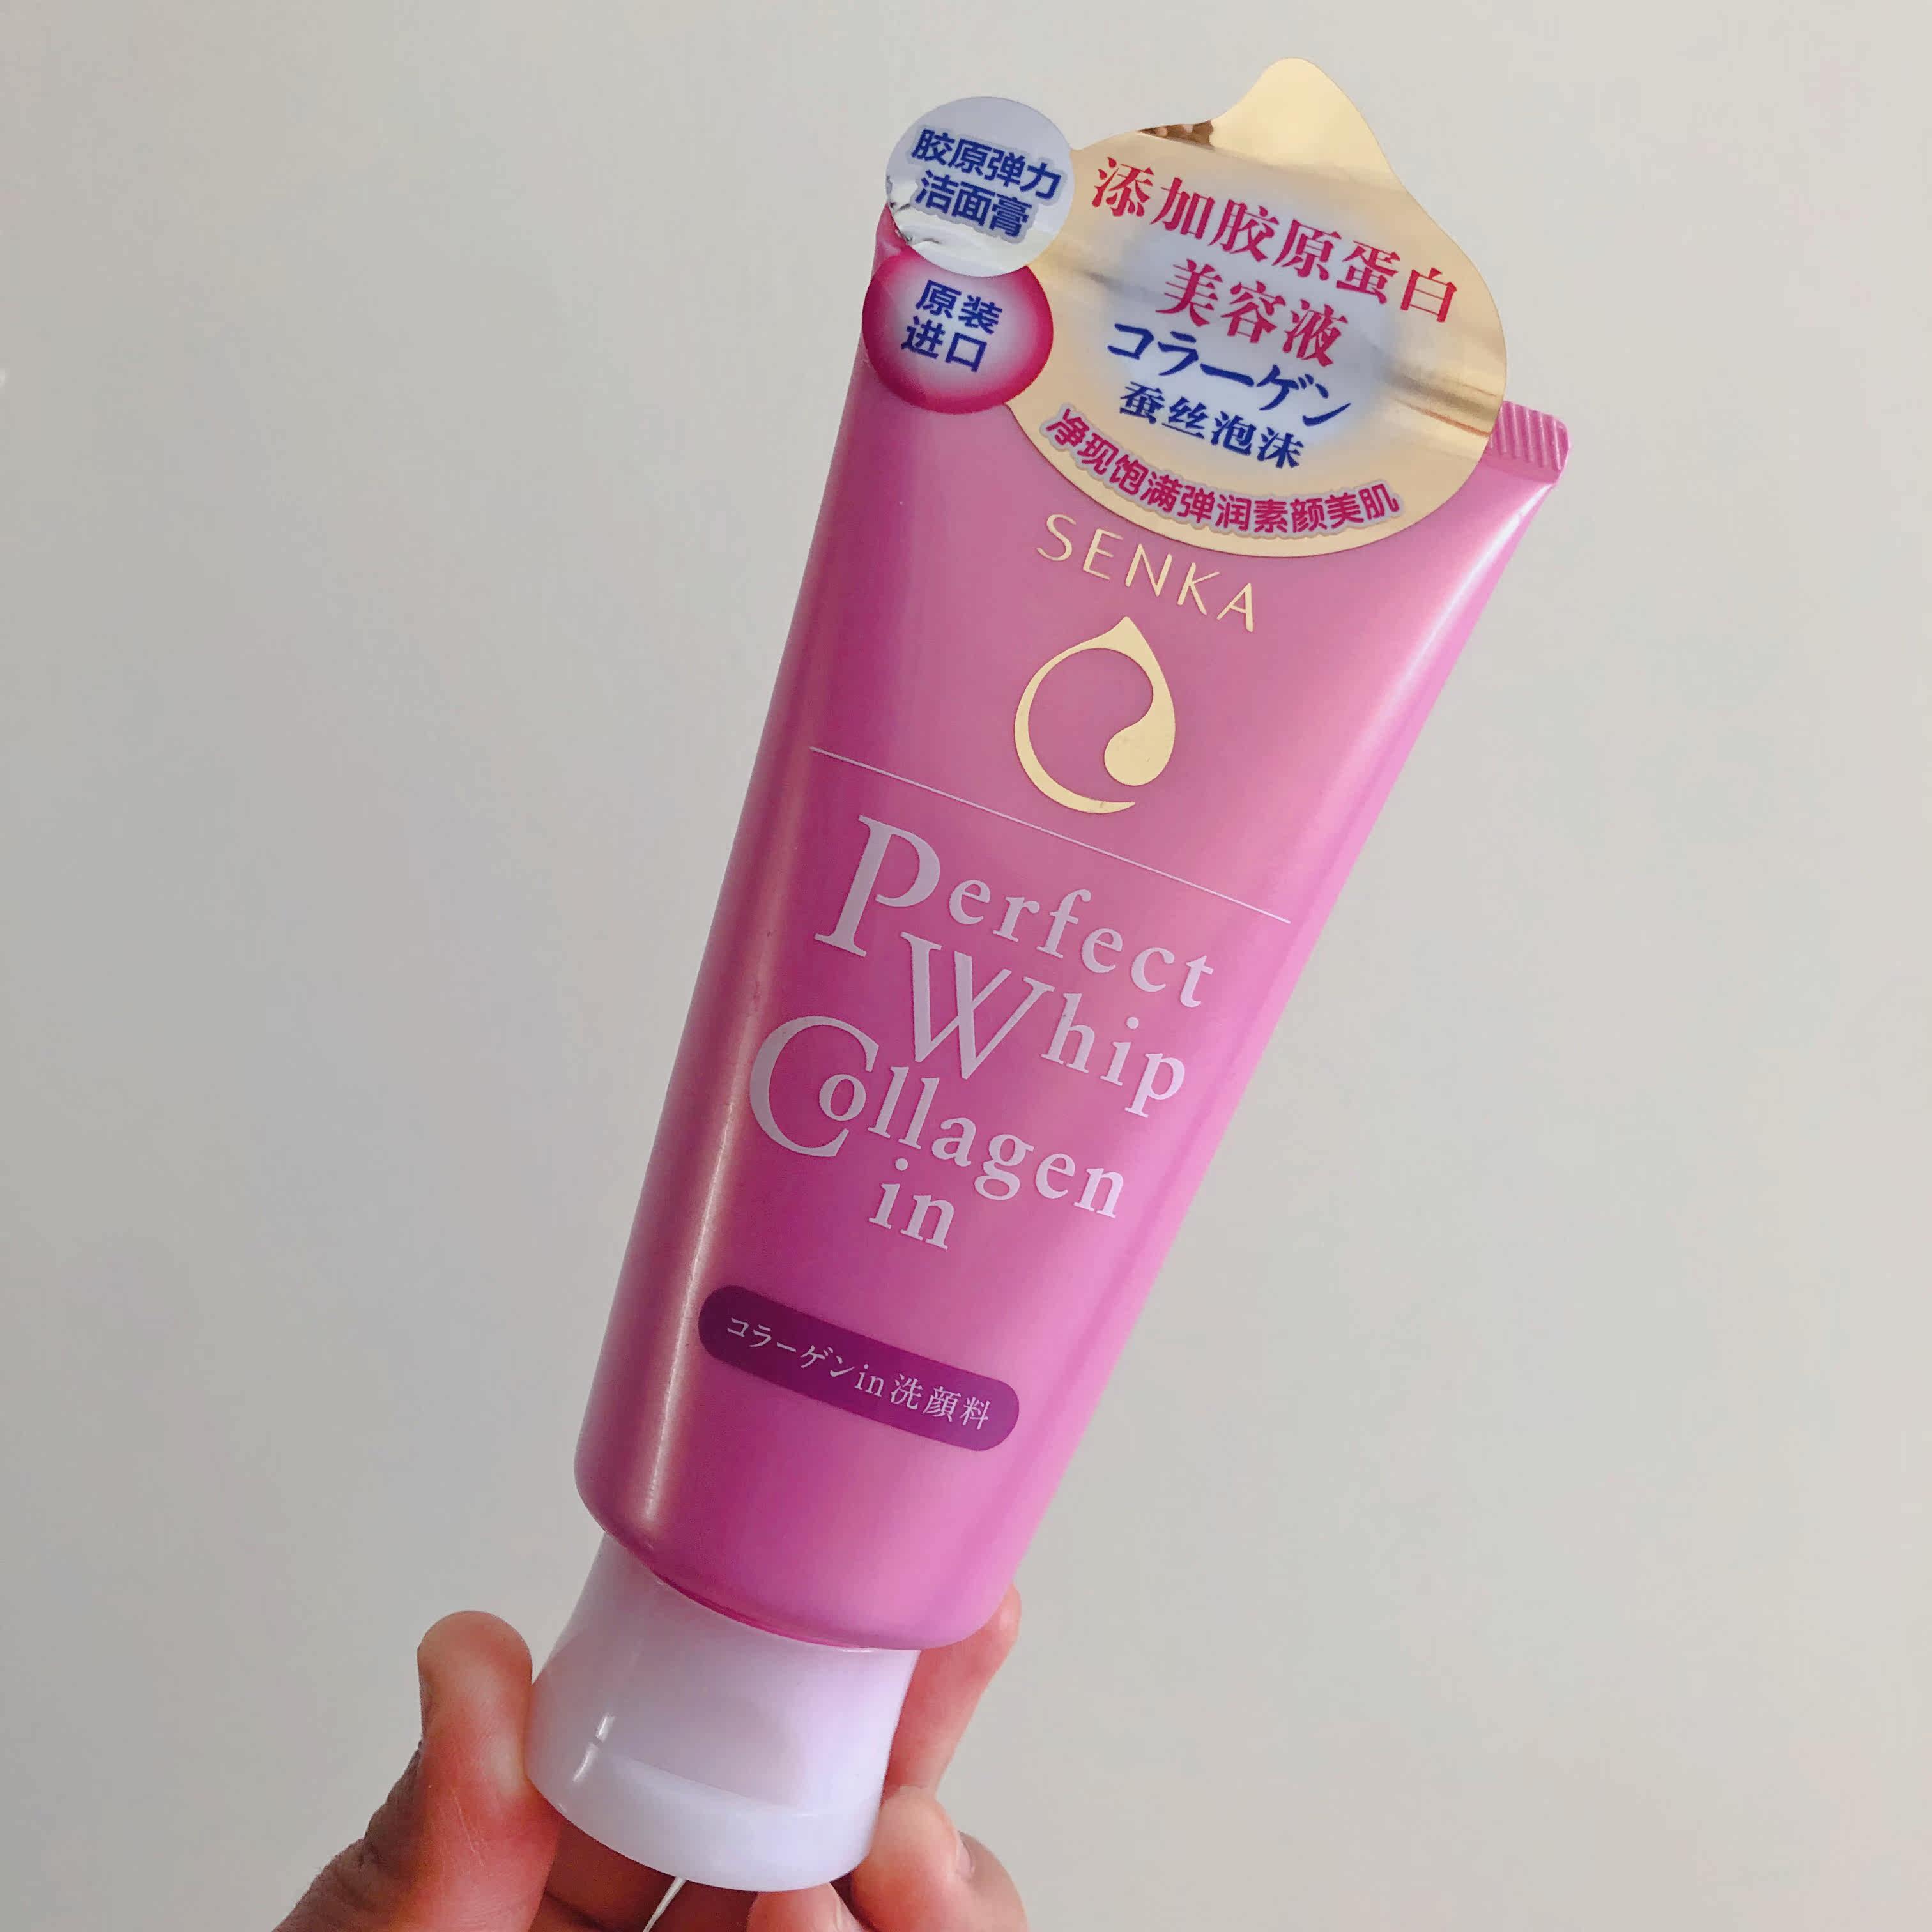 胶原弹力
洁面膏
原装
进口
添加胶原蛋白
美容液
コラーゲン
蚕丝泡沫
净现饱满弹润素颜美肌
SENKA
Perfect
Whip
Collagen
in
コラーゲンin洗顔料